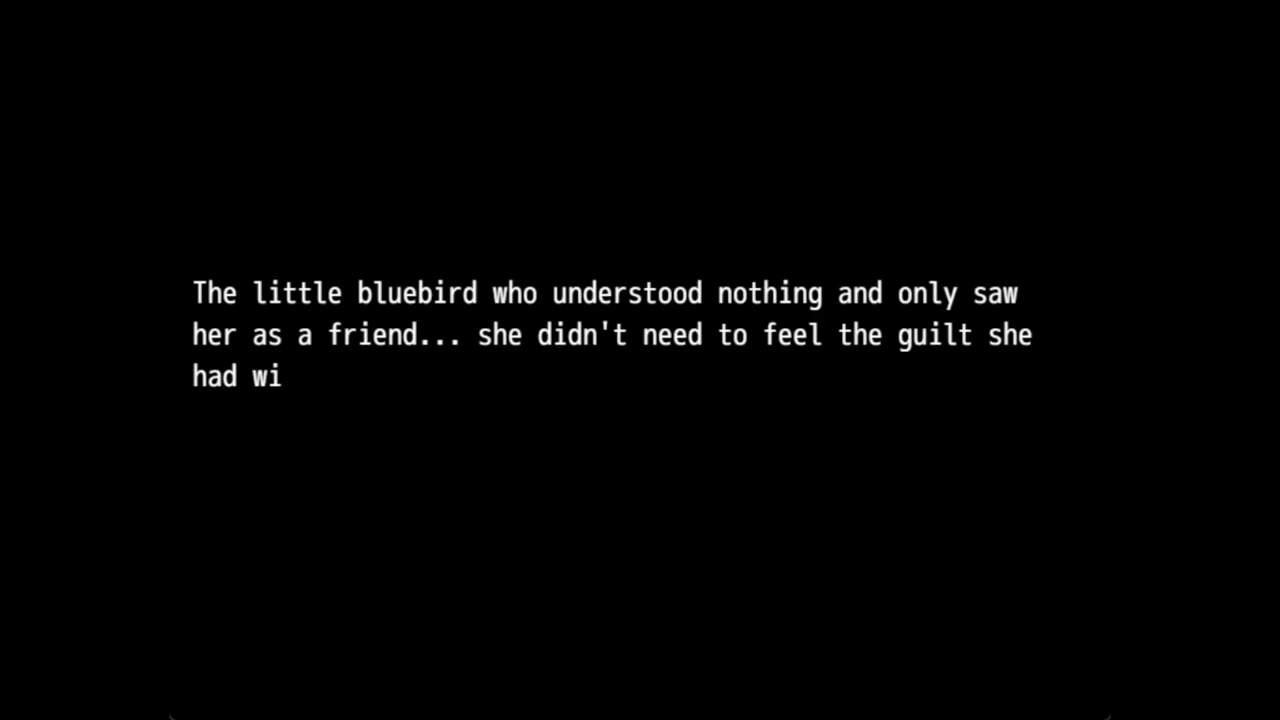 The little bluebird who understood nothing and only saw
her as a friend... she didn't need to feel the guilt she
had wi